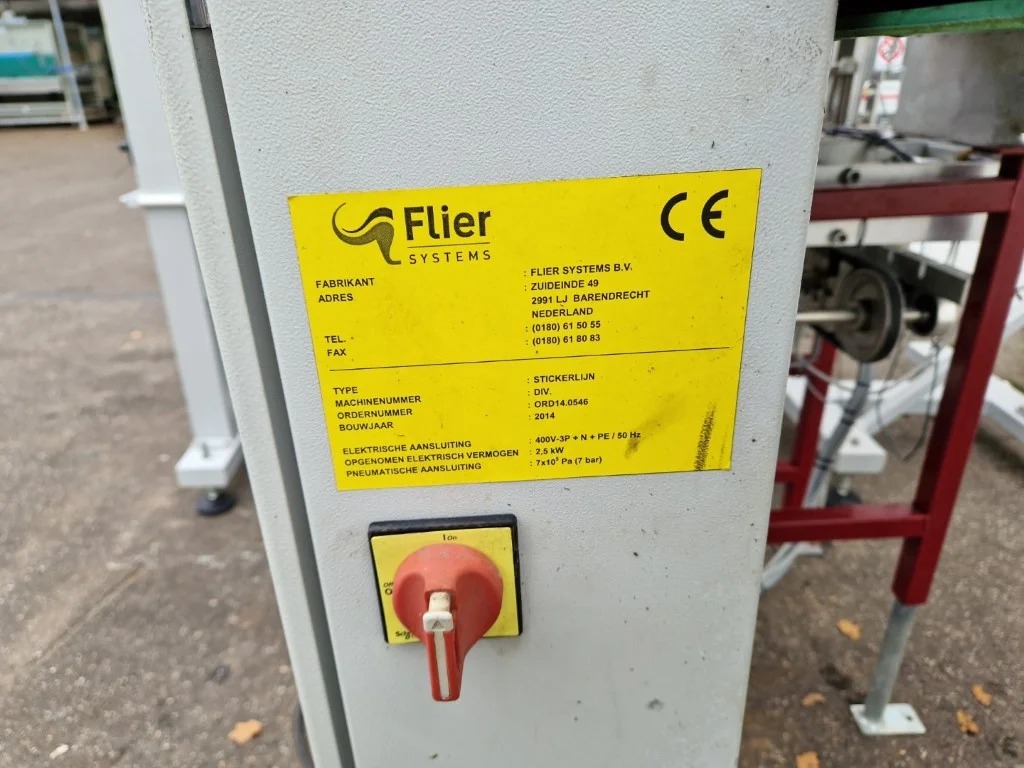 Flier
SYSTEMS
CE
FABRIKANT : FLIER SYSTEMS B.V.
ADRES : ZUIDEINDE 49
2991 LJ BARENDRECHT
NEDERLAND
TEL. : (0180) 61 50 55
FAX : (0180) 61 80 83
TYPE : STICKERLIJN
MACHINENUMMER : DIV.
ORDERNUMMER : ORD14.0546
BOUWJAAR : 2014
ELEKTRISCHE AANSLUITING : 400V-3P + N + PE / 50 Hz
OPGENOMEN ELEKTRISCH VERMOGEN : 2,5 kW
PNEUMATISCHE AANSLUITING : 7x10⁵ Pa (7 bar)
I On